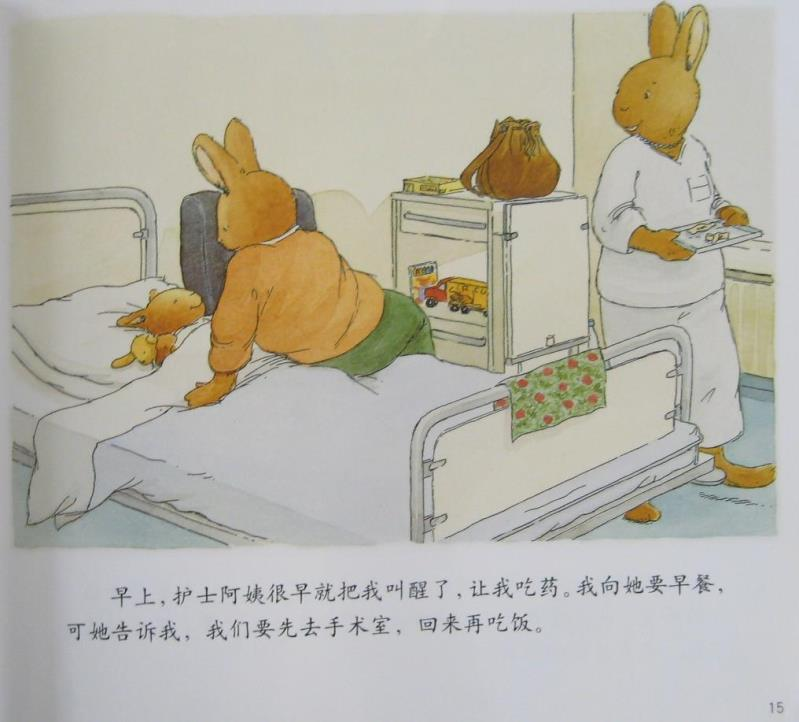 早上，护士阿姨很早就把我叫醒了，让我吃药。我向她要早餐，
可她告诉我，我们要先去手术室，回来再吃饭。
15